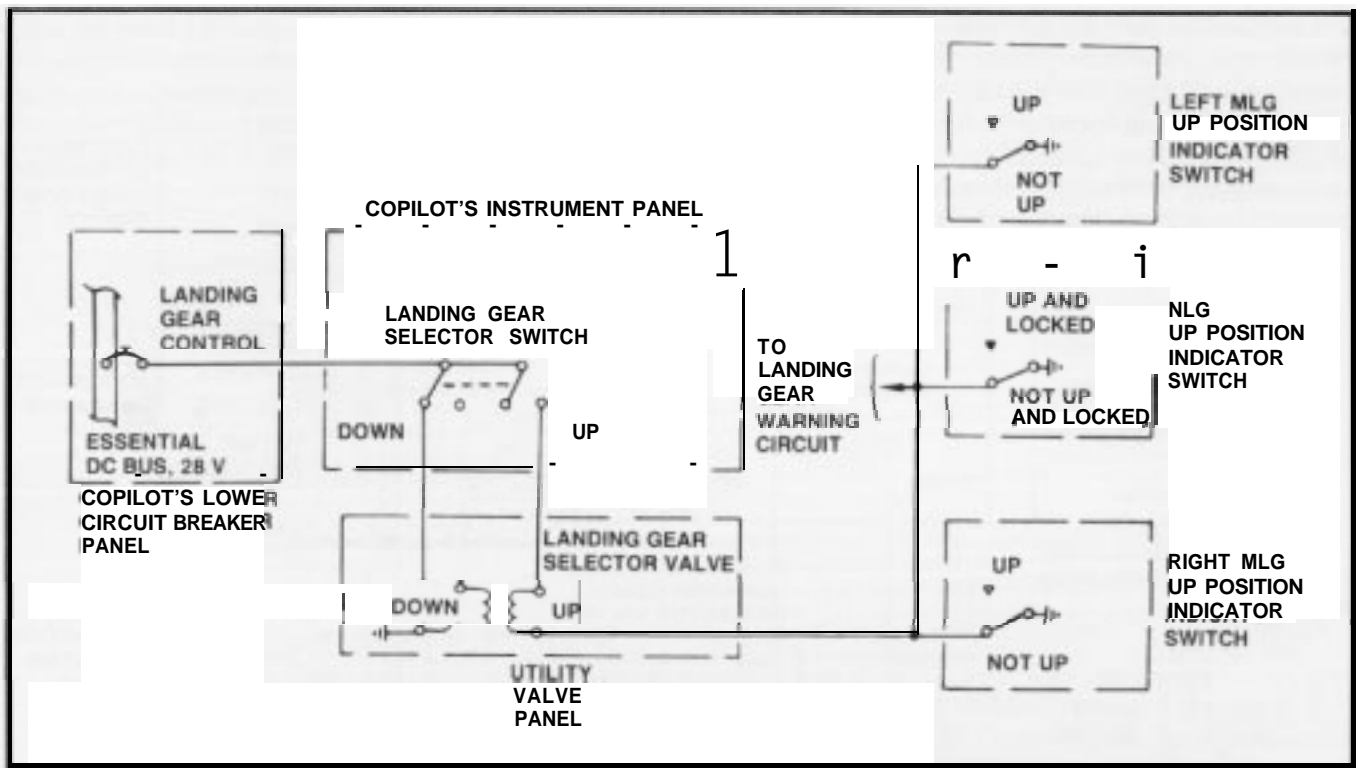 COPILOT'S INSTRUMENT PANEL
LANDING
GEAR
CONTROL
ESSENTIAL
DC BUS, 28 V
COPILOT'S LOWER
CIRCUIT BREAKER
PANEL
1
LANDING GEAR
SELECTOR SWITCH
DOWN
UP
TO
LANDING
GEAR
WARNING
CIRCUIT
LANDING GEAR
SELECTOR VALVE
DOWN
UP
UTILITY
VALVE
PANEL
UP
NOT
UP
LEFT MLG
UP POSITION
INDICATOR
SWITCH
r - i
UP AND
LOCKED
NOT UP
AND LOCKED
NLG
UP POSITION
INDICATOR
SWITCH
UP
NOT UP
RIGHT MLG
UP POSITION
INDICATOR
SWITCH